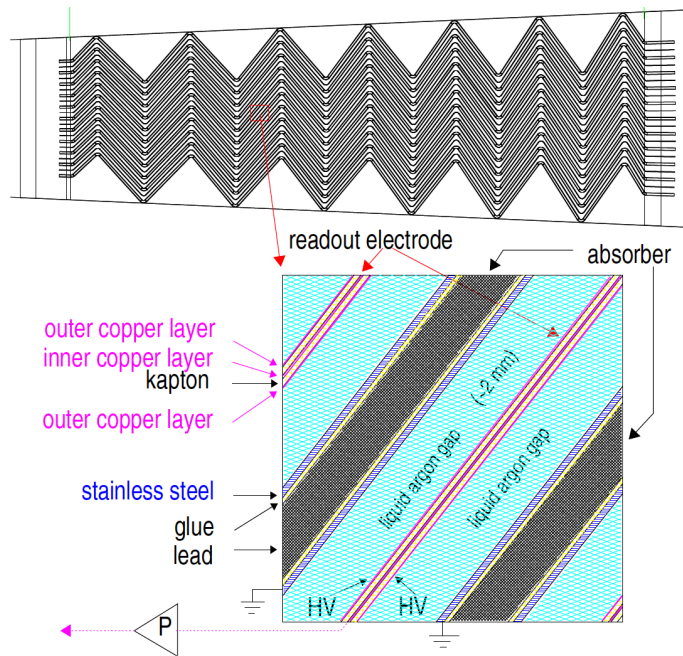 readout electrode
absorber
outer copper layer
inner copper layer
kapton
outer copper layer
(~2 mm)
liquid argon gap
liquid argon gap
stainless steel
glue
lead
HV
HV
P